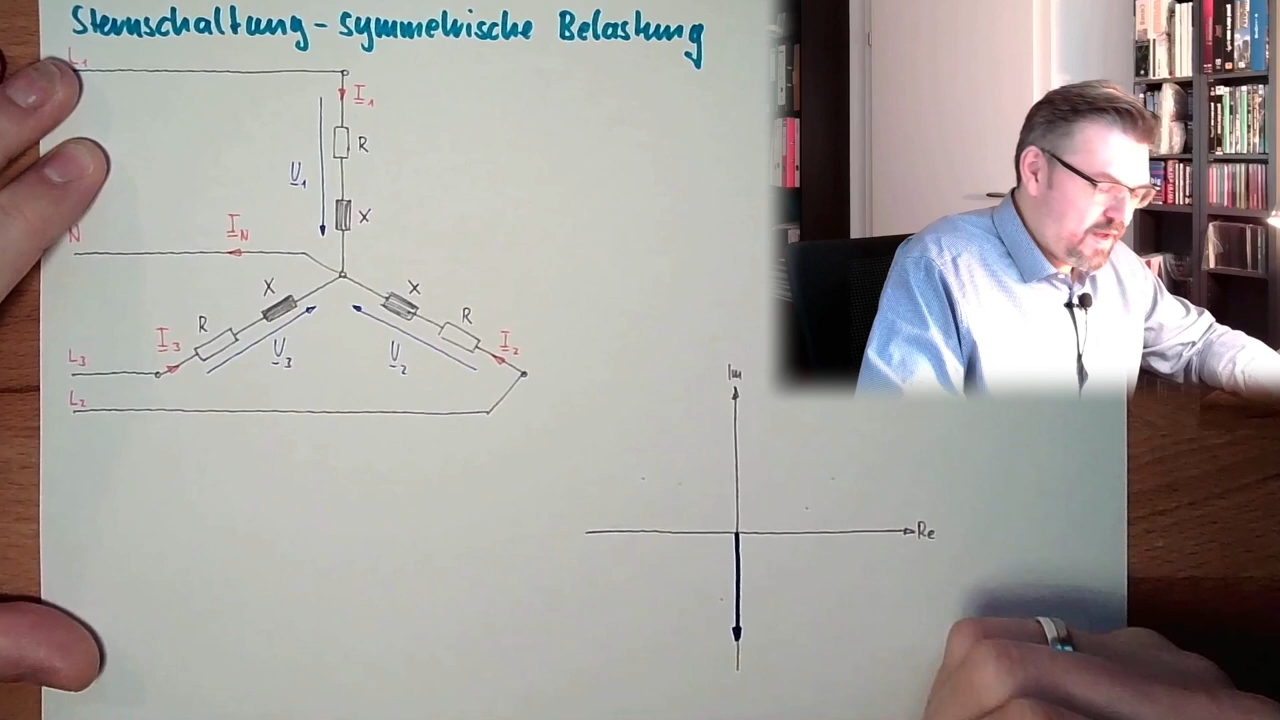 Sternschaltung - symmetrische Belastung
L1
I1
R
U1
X
N
IN
X
X
R
R
I3
I2
U3
U2
L3
L2
Im
Re